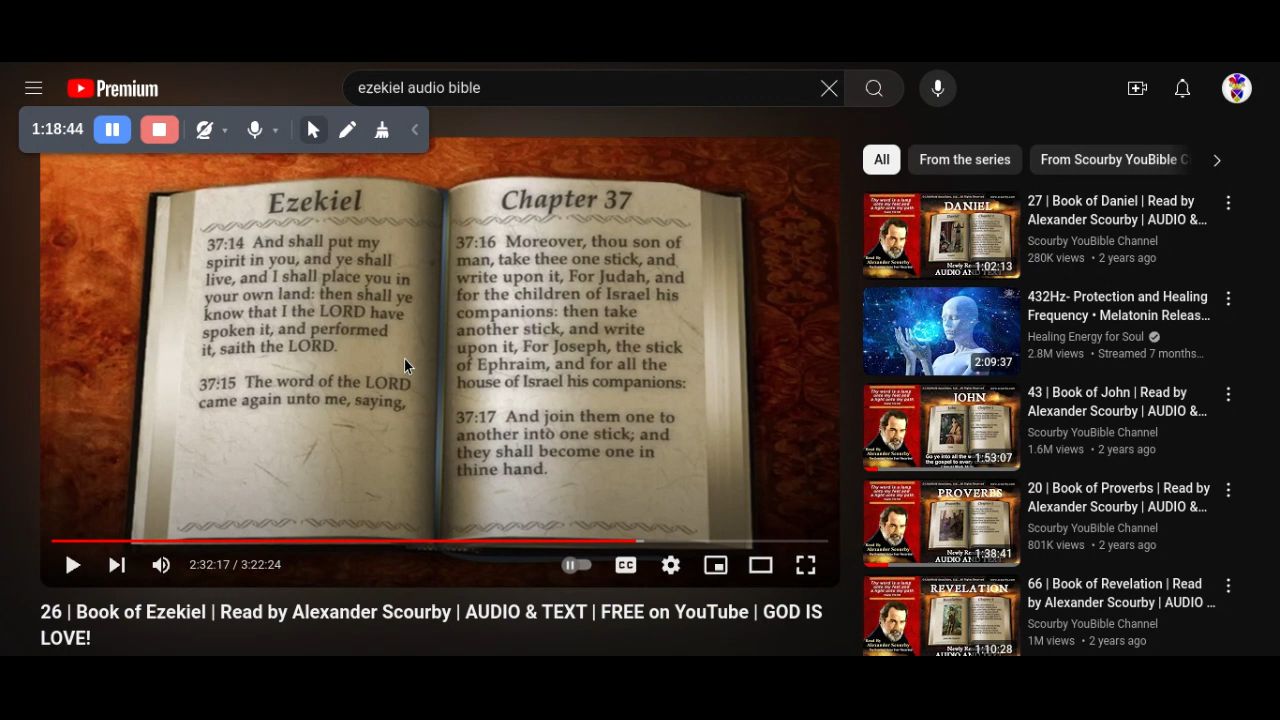 Premium
ezekiel audio bible
1:18:44
All
From the series
From Scourby YouBible C
Ezekiel
37:14 And shall put my
spirit in you, and ye shall
live, and I shall place you in
your own land: then shall ye
know that I the LORD have
spoken it, and performed
it, saith the LORD.
37:15 The word of the LORD
came again unto me, saying,
Chapter 37
37:16 Moreover, thou son of
man, take thee one stick, and
write upon it, For Judah, and
for the children of Israel his
companions: then take
another stick, and write
upon it, For Joseph, the stick
of Ephraim, and for all the
house of Israel his companions:
37:17 And join them one to
another into one stick; and
they shall become one in
thine hand.
2:32:17 / 3:22:24
CC
26 | Book of Ezekiel | Read by Alexander Scourby | AUDIO & TEXT | FREE on YouTube | GOD IS
LOVE!
DANIEL
1:02:13
27 | Book of Daniel | Read by
Alexander Scourby | AUDIO &...
Scourby YouBible Channel
280K views • 2 years ago
2:09:37
432Hz- Protection and Healing
Frequency • Melatonin Releas...
Healing Energy for Soul
2.8M views • Streamed 7 months...
JOHN
1:53:07
43 | Book of John | Read by
Alexander Scourby | AUDIO &...
Scourby YouBible Channel
1.6M views • 2 years ago
PROVERBS
1:38:41
20 | Book of Proverbs | Read by
Alexander Scourby | AUDIO &...
Scourby YouBible Channel
801K views • 2 years ago
REVELATION
1:10:28
66 | Book of Revelation | Read
by Alexander Scourby | AUDIO ...
Scourby YouBible Channel
1M views • 2 years ago